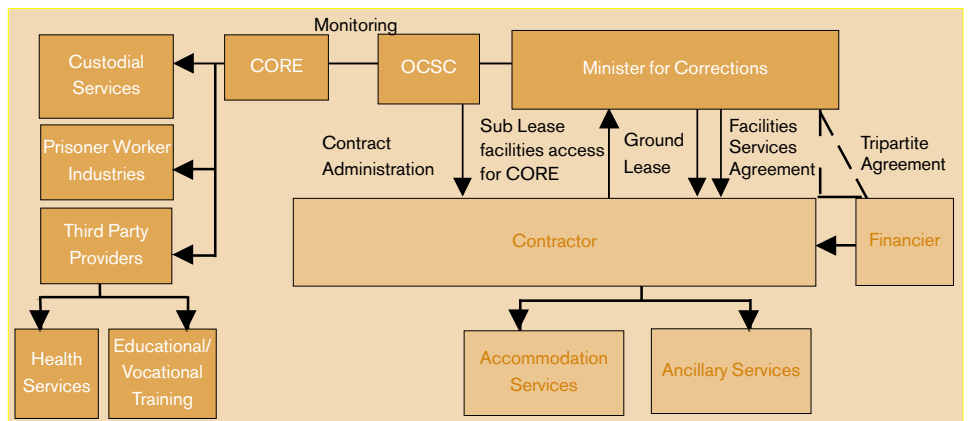 Monitoring
Custodial
Services
CORE
OCSC
Minister for Corrections
Prisoner Worker
Industries
Contract
Administration
Sub Lease
facilities access
for CORE
Ground
Lease
Facilities
Services
Agreement
Tripartite
Agreement
Third Party
Providers
Contractor
Financier
Health
Services
Educational/
Vocational
Training
Accommodation
Services
Ancillary Services